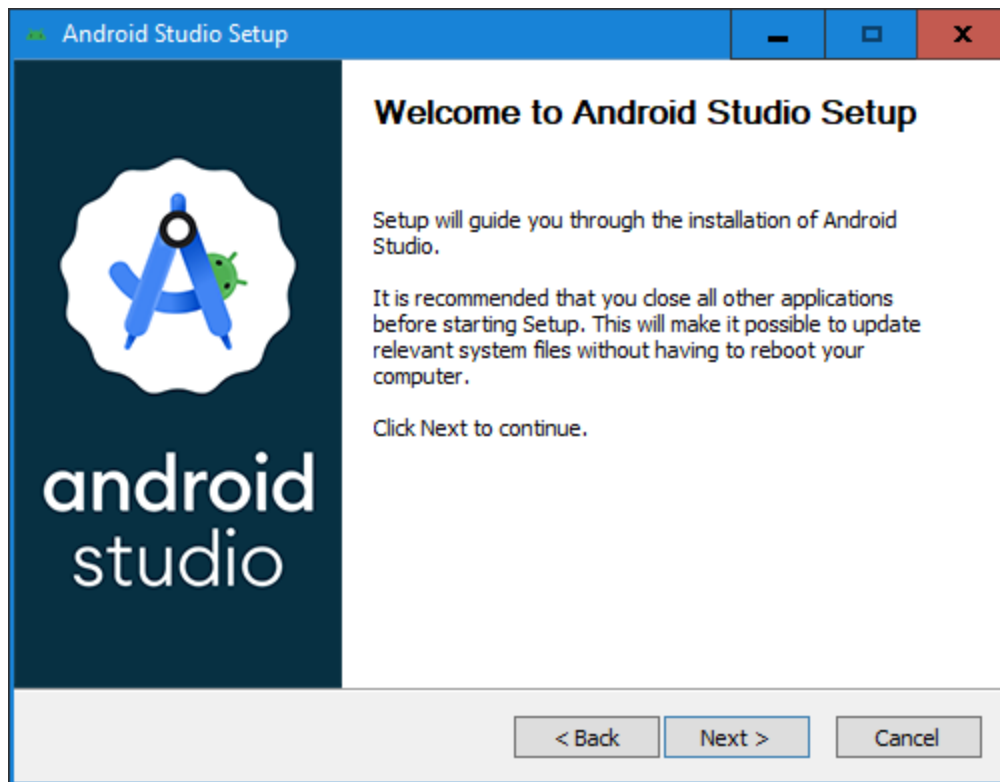 Android Studio Setup
Welcome to Android Studio Setup
Setup will guide you through the installation of Android
Studio.
It is recommended that you close all other applications
before starting Setup. This will make it possible to update
relevant system files without having to reboot your
computer.
Click Next to continue.
android
studio
< Back
Next >
Cancel